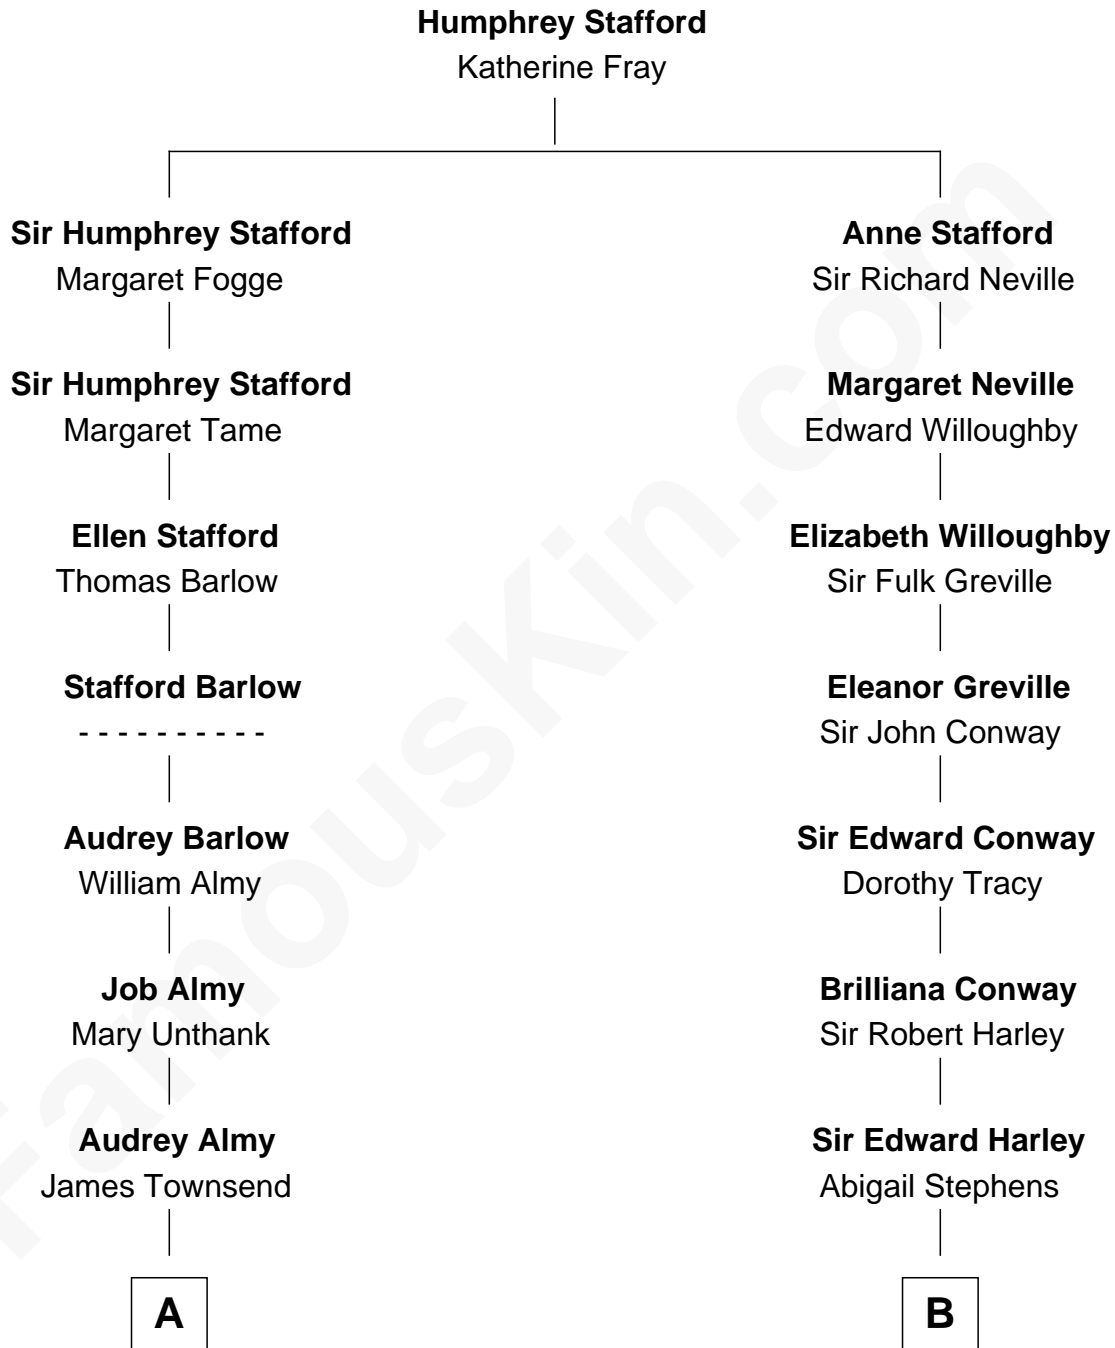 Humphrey Stafford
Katherine Fray
Sir Humphrey Stafford
Margaret Fogge
Sir Humphrey Stafford
Margaret Tame
Ellen Stafford
Thomas Barlow
Stafford Barlow
- - - - - - - - - -
Audrey Barlow
William Almy
Job Almy
Mary Unthank
Audrey Almy
James Townsend
A
Anne Stafford
Sir Richard Neville
Margaret Neville
Edward Willoughby
Elizabeth Willoughby
Sir Fulk Greville
Eleanor Greville
Sir John Conway
Sir Edward Conway
Dorothy Tracy
Brilliana Conway
Sir Robert Harley
Sir Edward Harley
Abigail Stephens
B
FamousKin.com